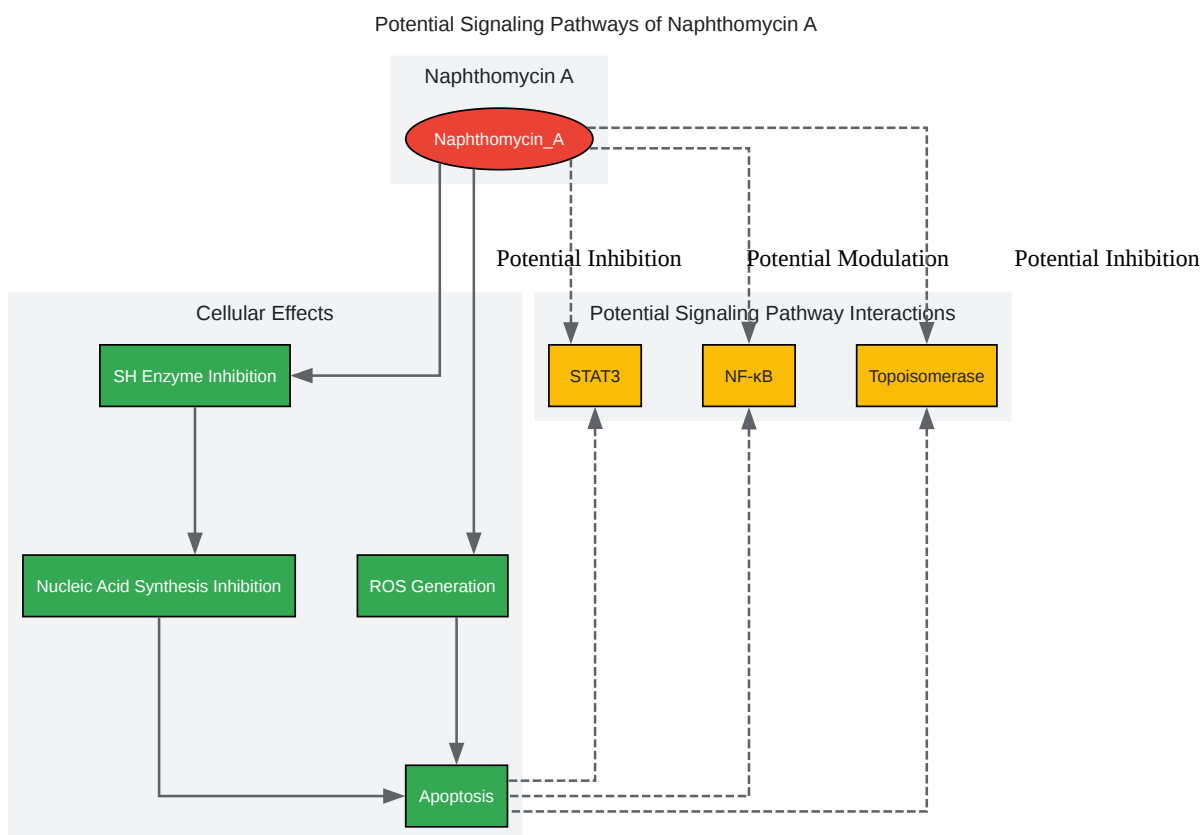 Potential Signaling Pathways of Naphthomycin A
Naphthomycin A
Naphthomycin_A
Potential Inhibition
Potential Modulation
Potential Inhibition
Cellular Effects
Potential Signaling Pathway Interactions
SH Enzyme Inhibition
STAT3
NF-κB
Topoisomerase
Nucleic Acid Synthesis Inhibition
ROS Generation
Apoptosis